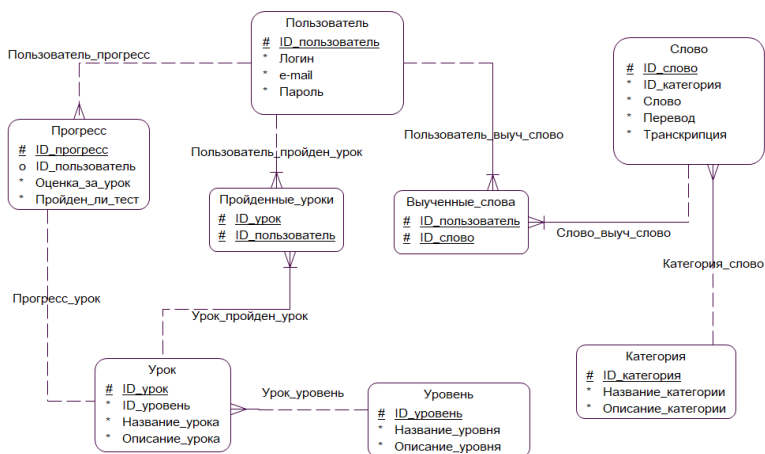 Пользователь
# ID_пользователь
* Логин
* e-mail
* Пароль
Пользователь_прогресс
Слово
# ID_слово
* ID_категория
* Слово
* Перевод
* Транскрипция
Прогресс
# ID_прогресс
o ID_пользователь
* Оценка_за_урок
* Пройден_ли_тест
Пользователь_пройден_урок
Пользователь_выуч_слово
Пройденные_уроки
# ID_урок
# ID_пользователь
Выученные_слова
# ID_пользователь
# ID_слово
Слово_выуч_слово
Категория_слово
Прогресс_урок
Урок_пройден_урок
Урок
# ID_урок
* ID_уровень
* Название_урока
* Описание_урока
Урок_уровень
Уровень
# ID_уровень
* Название_уровня
* Описание_уровня
Категория
# ID_категория
* Название_категории
* Описание_категории